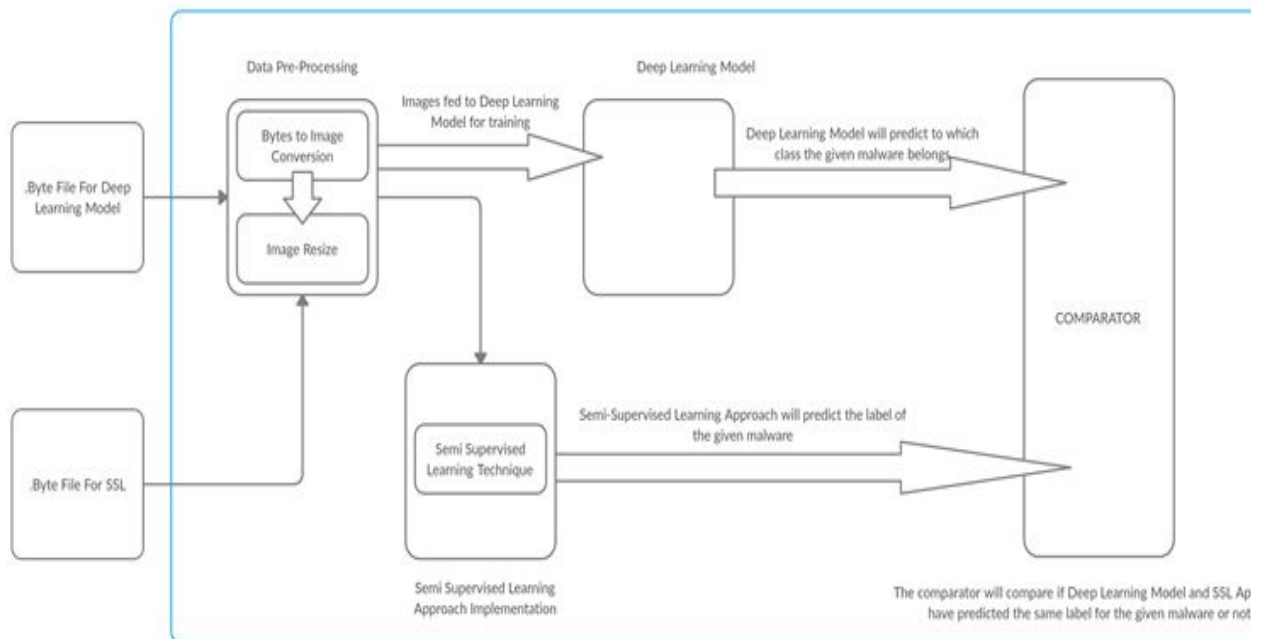 Data Pre-Processing
Deep Learning Model
Images fed to Deep Learning
Model for training
Bytes to Image
Conversion
Deep Learning Model will predict to which
class the given malware belongs
.Byte File For Deep
Learning Model
Image Resize
COMPARATOR
Semi-Supervised Learning Approach will predict the label of
the given malware
Semi Supervised
Learning Technique
.Byte File For SSL
Semi Supervised Learning
Approach Implementation
The comparator will compare if Deep Learning Model and SSL Ap
have predicted the same label for the given malware or not